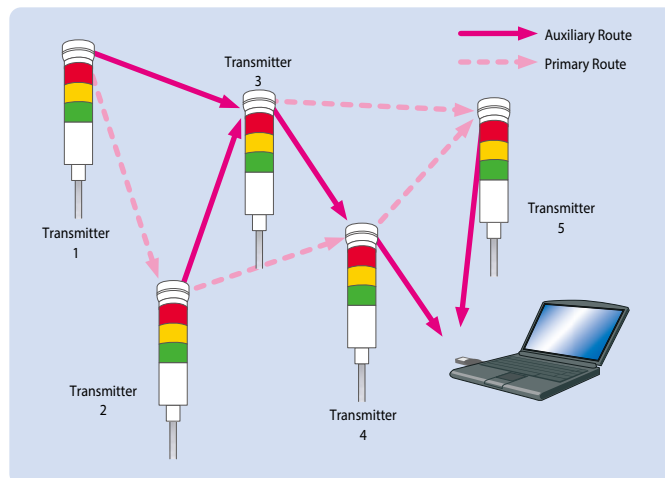 Auxiliary Route
Primary Route
Transmitter
3
Transmitter
1
Transmitter
5
Transmitter
2
Transmitter
4